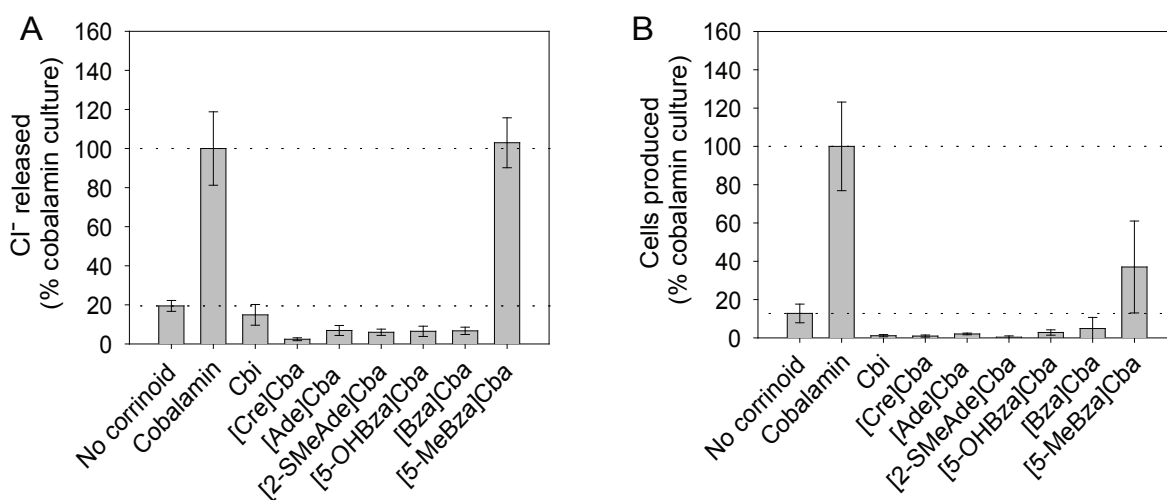 A
Cl⁻ released
(% cobalamin culture)
160
140
120
100
80
60
40
20
0
No corrinoid
Cobalamin
Cbi
[Cre]Cba
[Ade]Cba
[2-SMeAde]Cba
[5-OHBza]Cba
[Bza]Cba
[5-MeBza]Cba
B
Cells produced
(% cobalamin culture)
160
140
120
100
80
60
40
20
0
No corrinoid
Cobalamin
Cbi
[Cre]Cba
[Ade]Cba
[2-SMeAde]Cba
[5-OHBza]Cba
[Bza]Cba
[5-MeBza]Cba